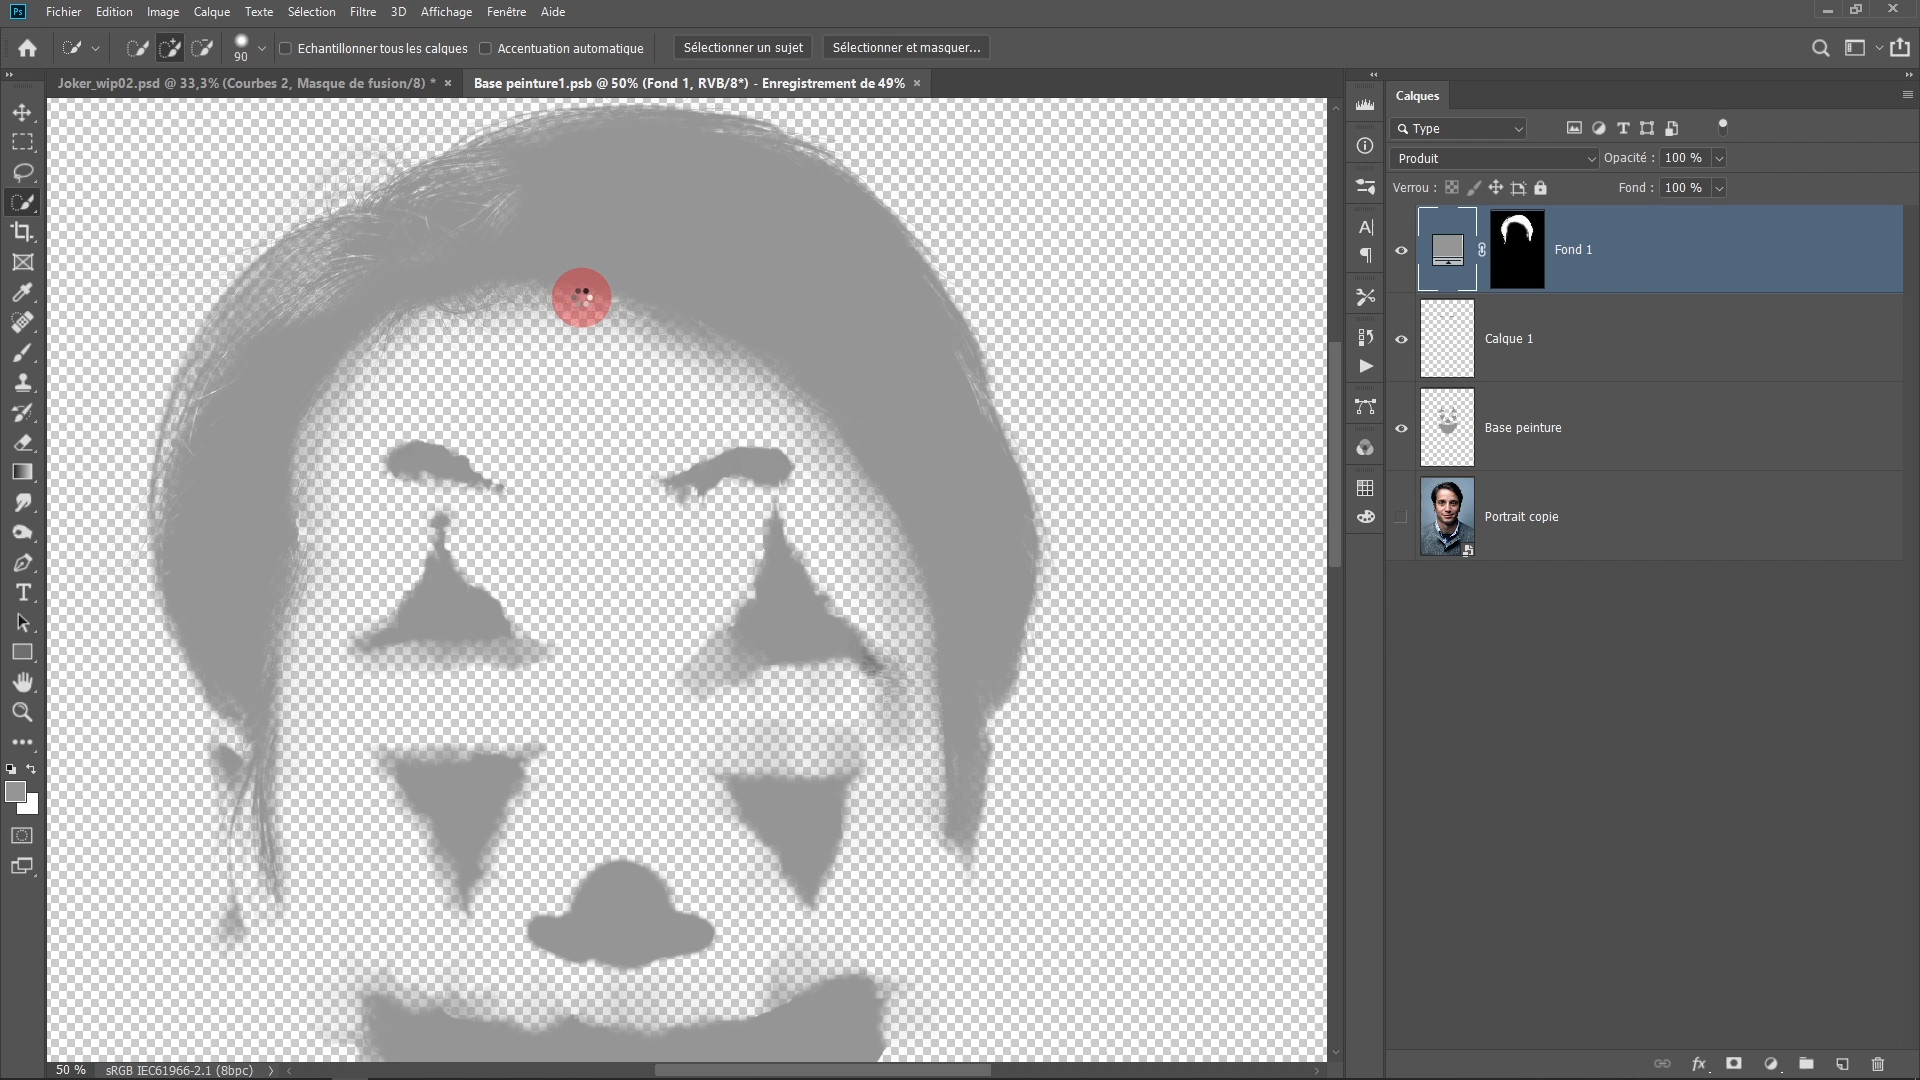 Ps Fichier Edition Image Calque Texte Sélection Filtre 3D Affichage Fenêtre Aide
90 Echantillonner tous les calques Accentuation automatique Sélectionner un sujet Sélectionner et masquer...
Joker_wip02.psd @ 33,3% (Courbes 2, Masque de fusion/8) * × Base peinture1.psb @ 50% (Fond 1, RVB/8*) - Enregistrement de 49% ×
Calques
Type
Produit Opacité : 100 %
Verrou : Fond : 100 %
Fond 1
Calque 1
Base peinture
Portrait copie
50 % sRGB IEC61966-2.1 (8bpc)